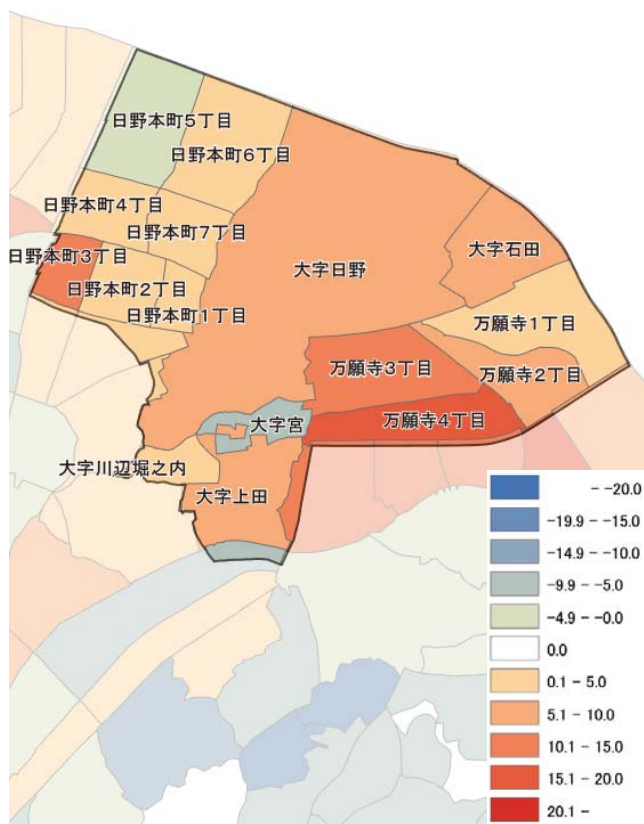 日野本町5丁目
日野本町6丁目
日野本町4丁目
日野本町7丁目
日野本町3丁目
日野本町2丁目
日野本町1丁目
大字日野
大字石田
万願寺1丁目
万願寺3丁目
万願寺2丁目
万願寺4丁目
大字宮
大字川辺堀之内
大字上田
- -20.0
-19.9 - -15.0
-14.9 - -10.0
-9.9 - -5.0
-4.9 - -0.0
0.0
0.1 - 5.0
5.1 - 10.0
10.1 - 15.0
15.1 - 20.0
20.1 -